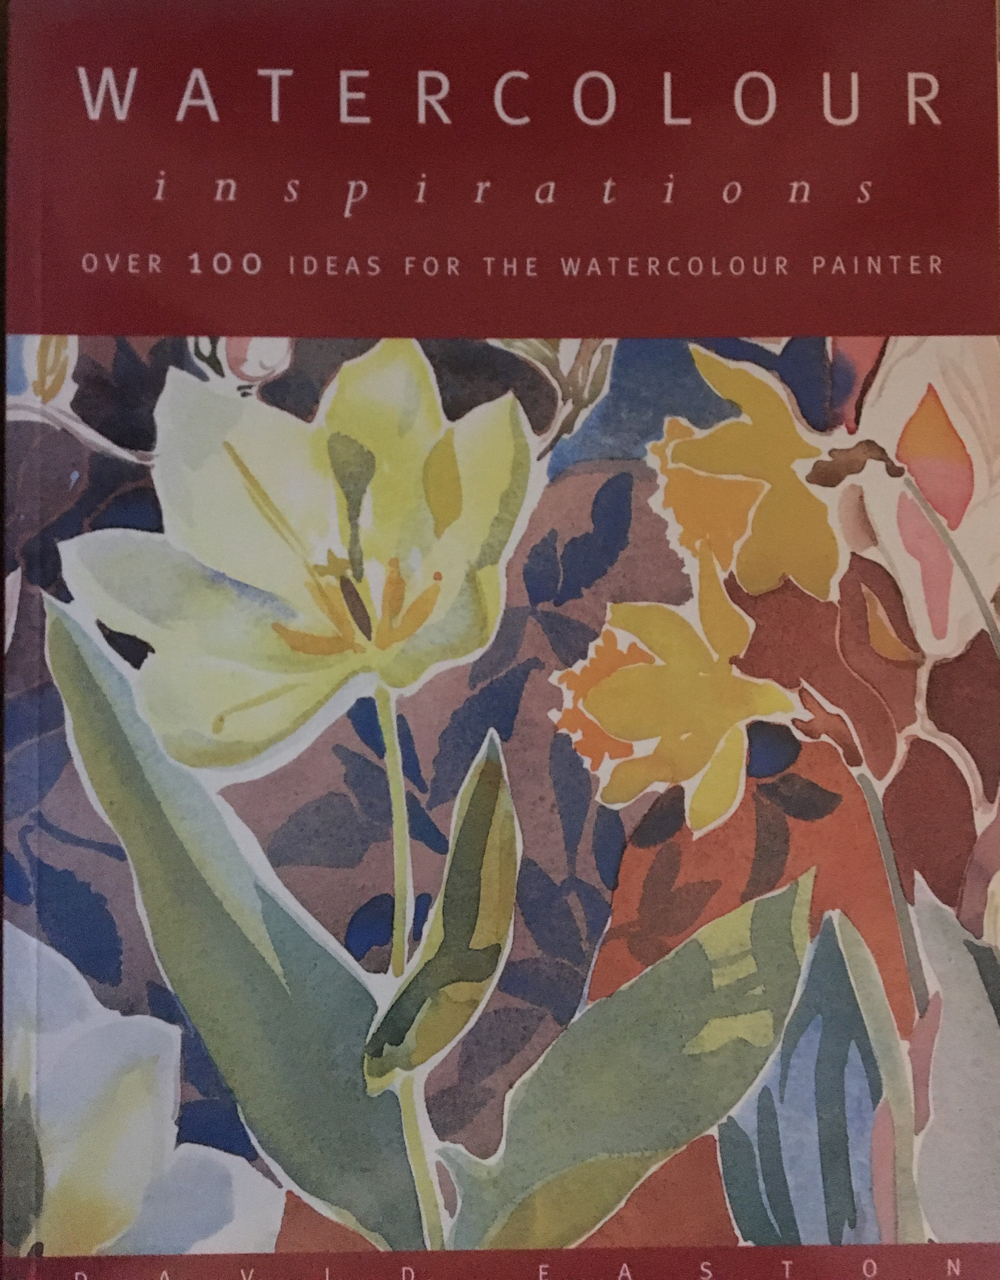 WATERCOLOUR
inspirations
OVER 100 IDEAS FOR THE WATERCOLOUR PAINTER
DAVID EASTON